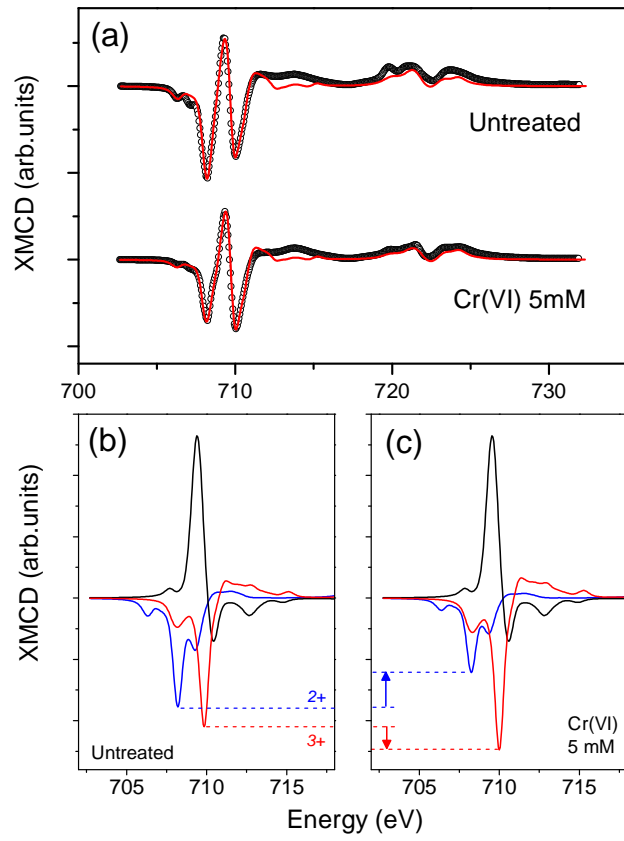 (a)
XMCD (arb.units)
Untreated
Cr(VI) 5mM
700 710 720 730
(b) (c)
XMCD (arb.units)
2+
3+
Untreated
Cr(VI)
5 mM
705 710 715 705 710 715
Energy (eV)